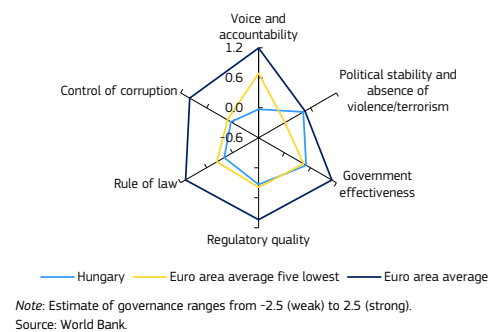 Voice and
accountability
1.2
0.6
0.0
-0.6
Political stability and
absence of
violence/terrorism
Control of corruption
Government
effectiveness
Rule of law
Regulatory quality
Hungary
Euro area average five lowest
Euro area average
Note: Estimate of governance ranges from -2.5 (weak) to 2.5 (strong).
Source: World Bank.